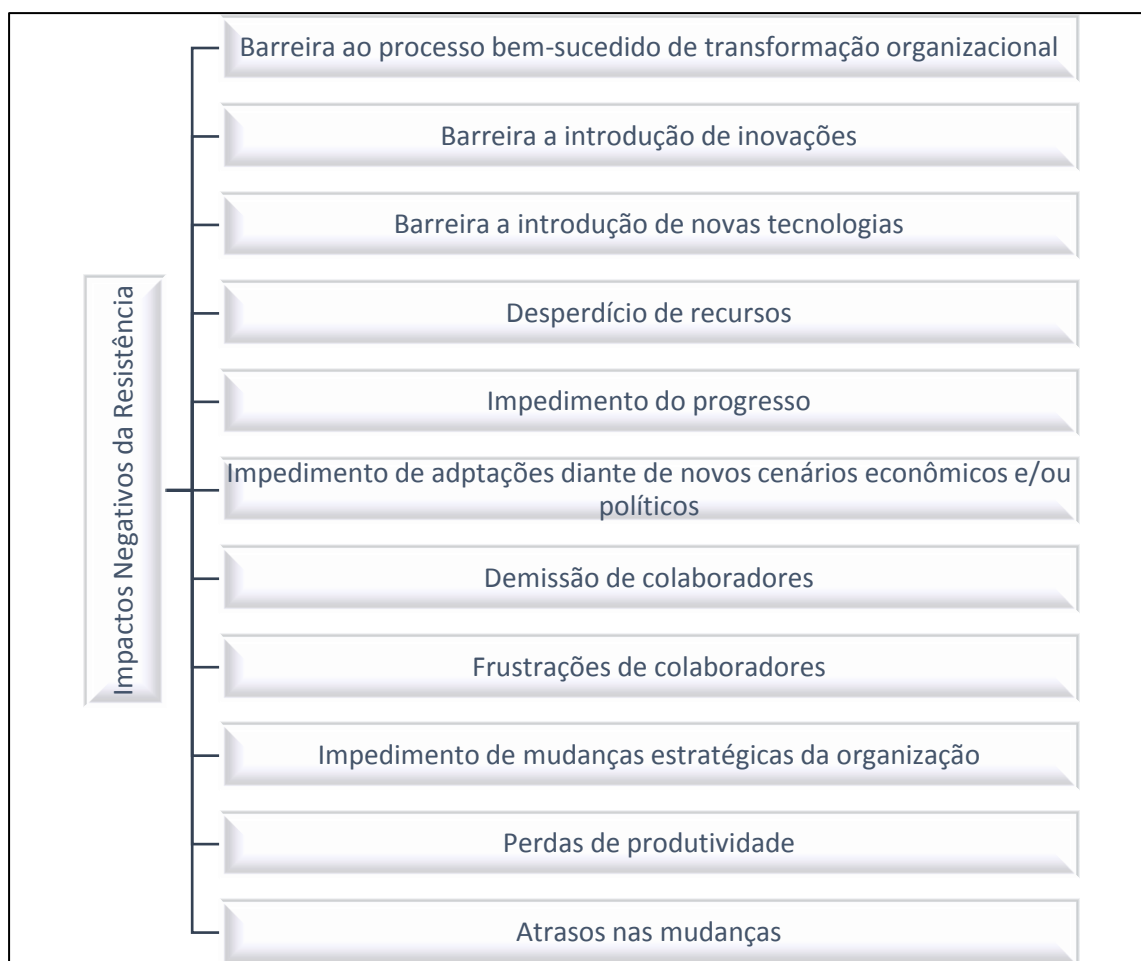 Impactos Negativos da Resistência
Barreira ao processo bem-sucedido de transformação organizacional
Barreira a introdução de inovações
Barreira a introdução de novas tecnologias
Desperdício de recursos
Impedimento do progresso
Impedimento de adptações diante de novos cenários econômicos e/ou
políticos
Demissão de colaboradores
Frustrações de colaboradores
Impedimento de mudanças estratégicas da organização
Perdas de produtividade
Atrasos nas mudanças